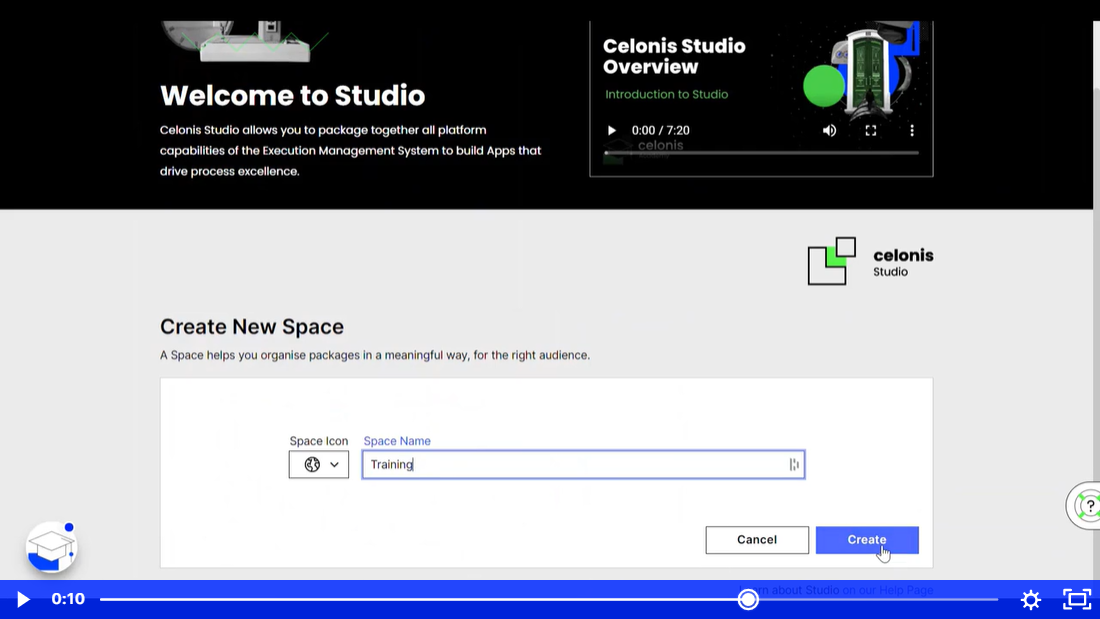 Welcome to Studio
Celonis Studio allows you to package together all platform
capabilities of the Execution Management System to build Apps that
drive process excellence.
Celonis Studio
Overview
Introduction to Studio
0:00 / 7:20
celonis
celonis
Studio
Create New Space
A Space helps you organise packages in a meaningful way, for the right audience.
Space Icon Space Name
Training
Cancel Create
?
Learn about Studio on our Help Page
0:10